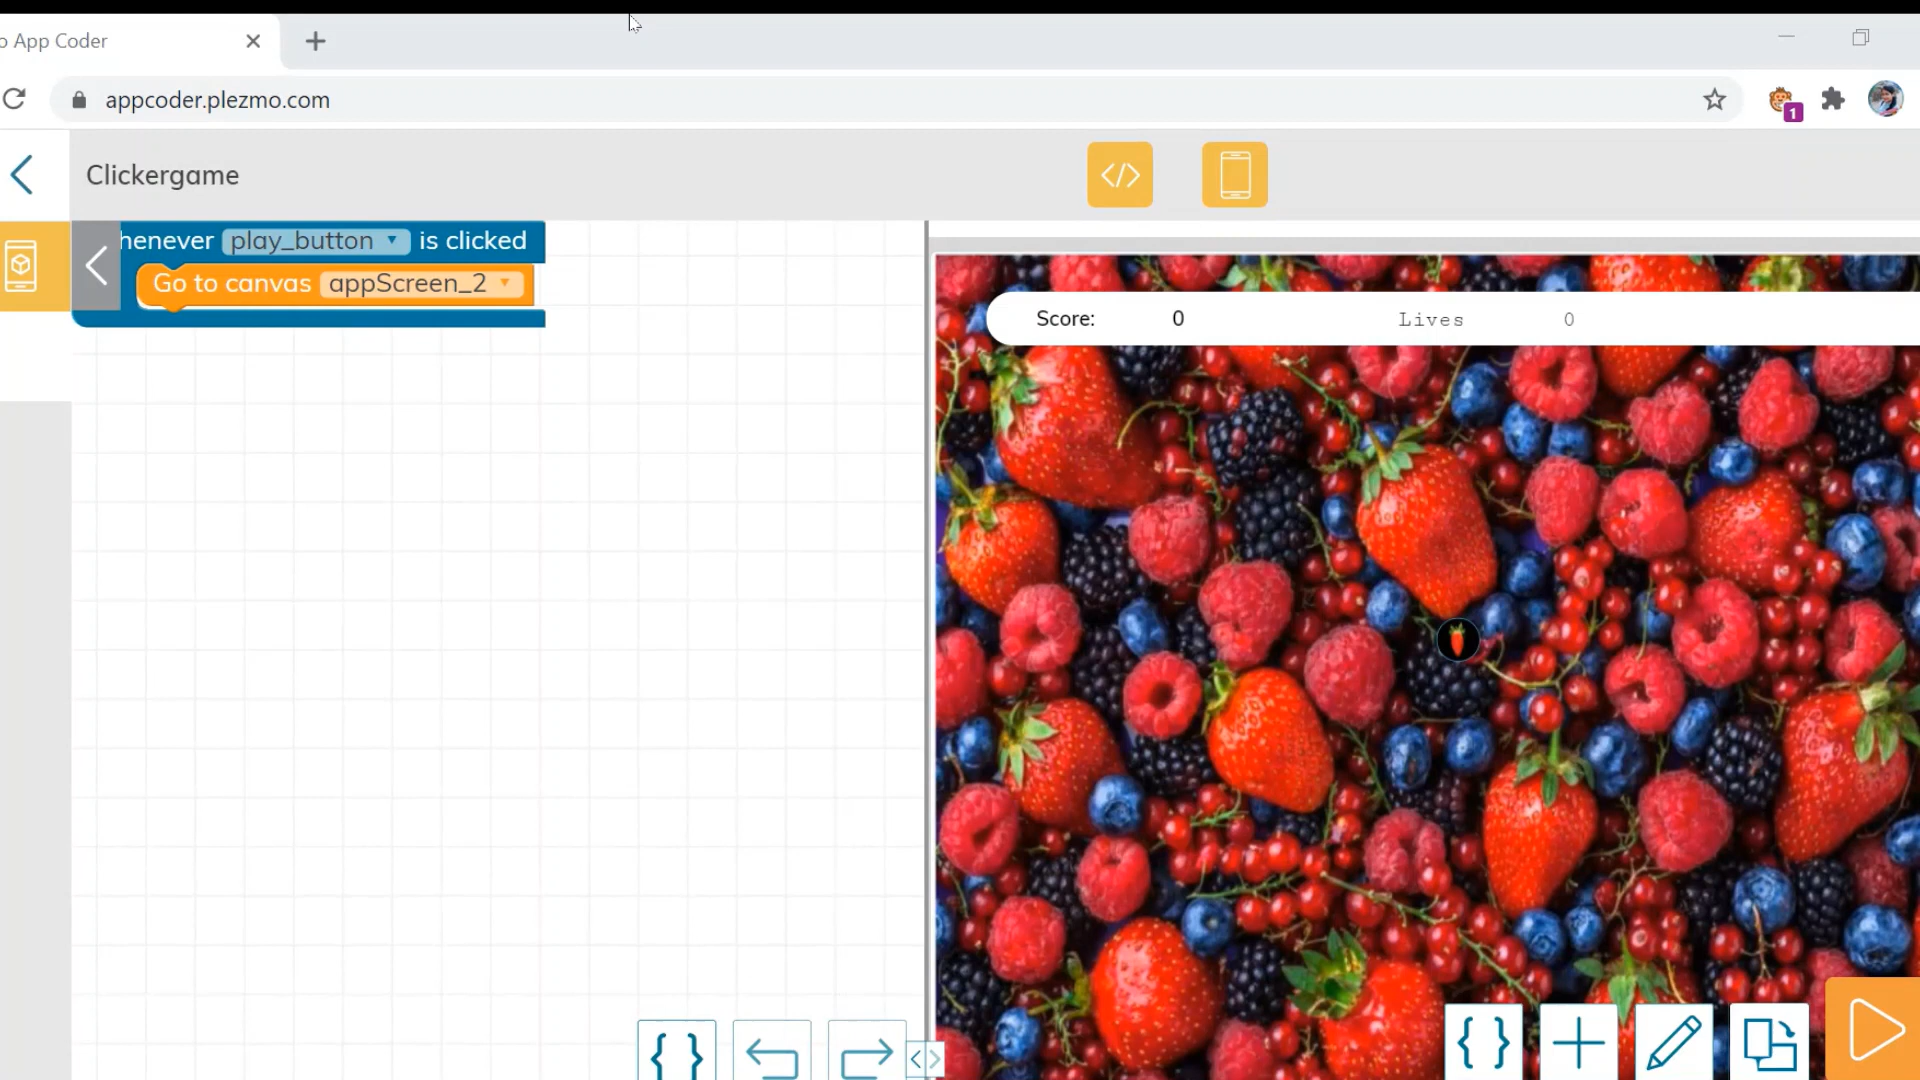 o App Coder
appcoder.plezmo.com
1
Clickergame
henever play_button is clicked
Go to canvas appScreen_2
Score: 0 Lives 0